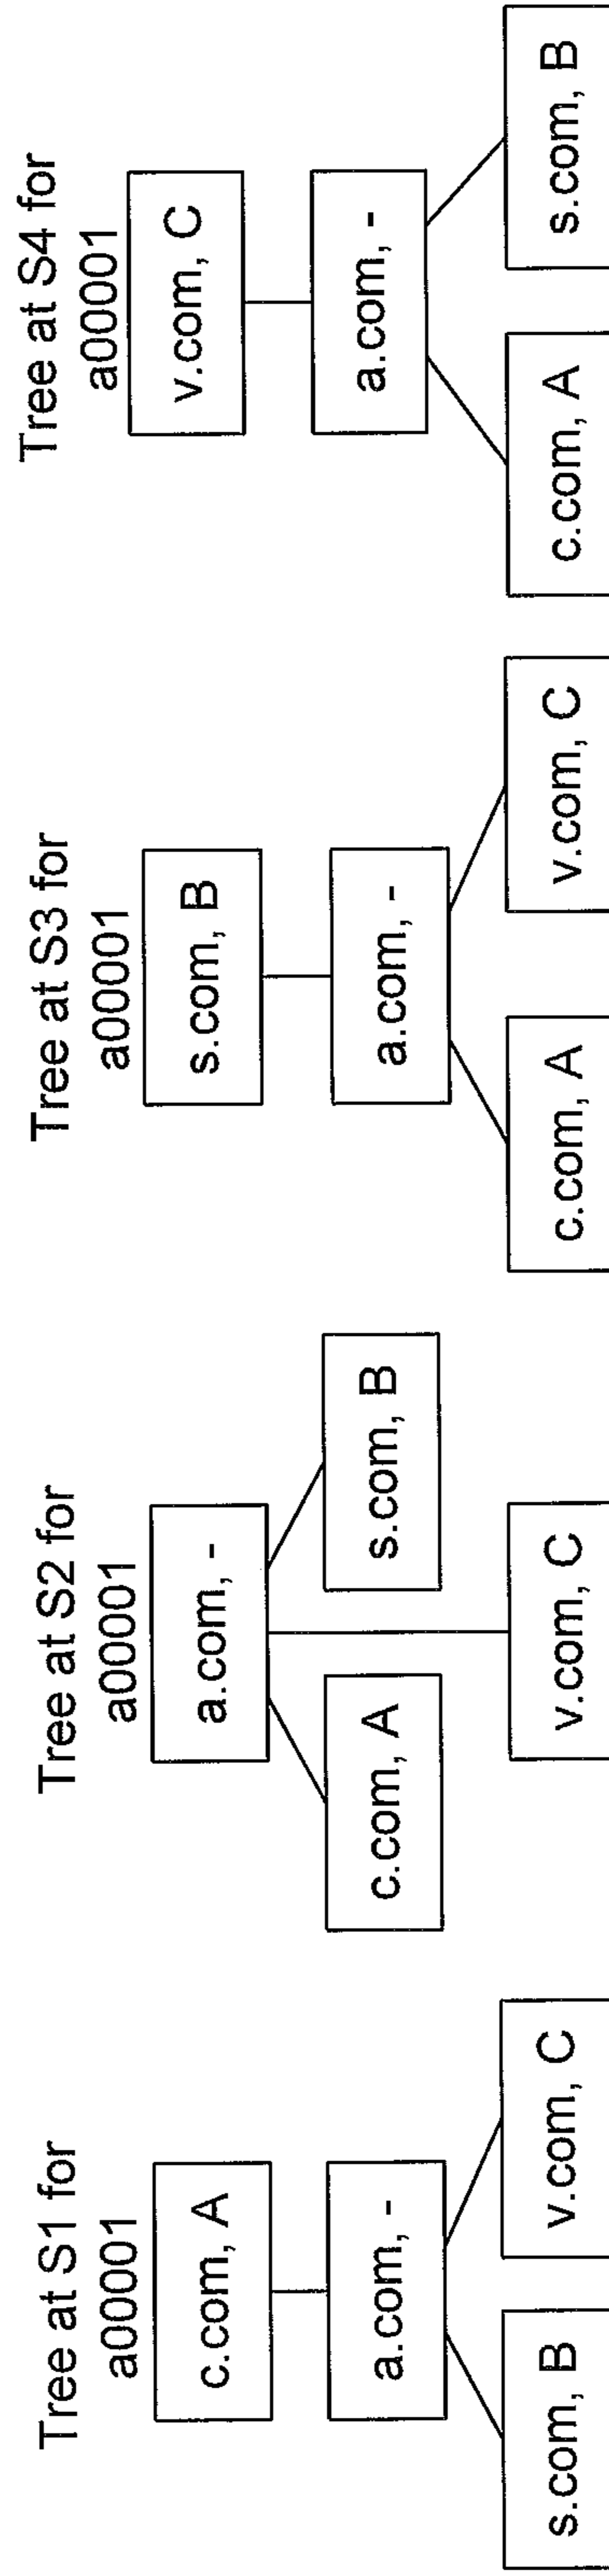 Tree at S1 for
a00001
c.com, A
a.com, -
s.com, B
v.com, C
Tree at S2 for
a00001
a.com, -
c.com, A
s.com, B
v.com, C
Tree at S3 for
a00001
s.com, B
a.com, -
c.com, A
v.com, C
Tree at S4 for
a00001
v.com, C
a.com, -
c.com, A
s.com, B